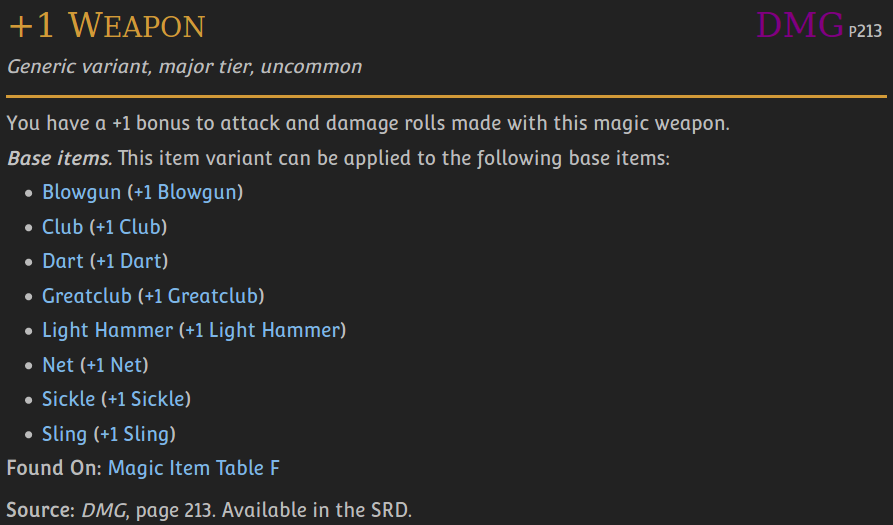 +1 Weapon DMG P213
Generic variant, major tier, uncommon
You have a +1 bonus to attack and damage rolls made with this magic weapon.
Base items. This item variant can be applied to the following base items:
• Blowgun (+1 Blowgun)
• Club (+1 Club)
• Dart (+1 Dart)
• Greatclub (+1 Greatclub)
• Light Hammer (+1 Light Hammer)
• Net (+1 Net)
• Sickle (+1 Sickle)
• Sling (+1 Sling)
Found On: Magic Item Table F
Source: DMG, page 213. Available in the SRD.